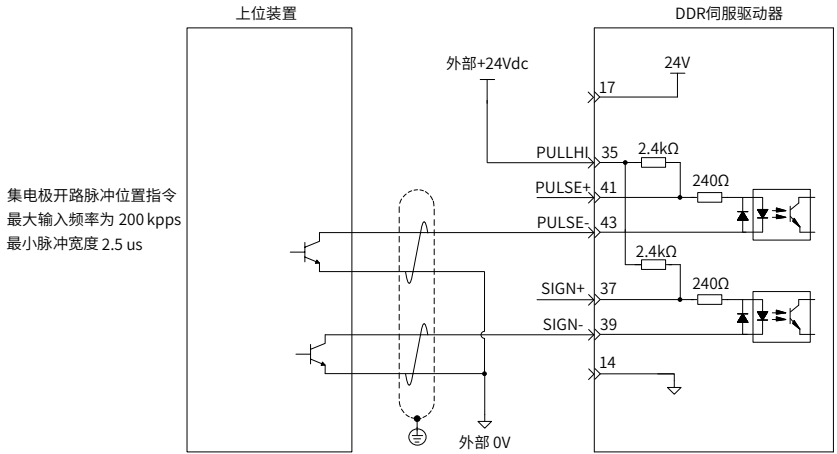 上位装置
DDR伺服驱动器
外部+24Vdc
24V
17
PULLHI
35
2.4kΩ
PULSE+
41
240Ω
PULSE-
43
集电极开路脉冲位置指令
最大输入频率为 200 kpps
最小脉冲宽度 2.5 us
2.4kΩ
SIGN+
37
240Ω
SIGN-
39
14
外部 0V